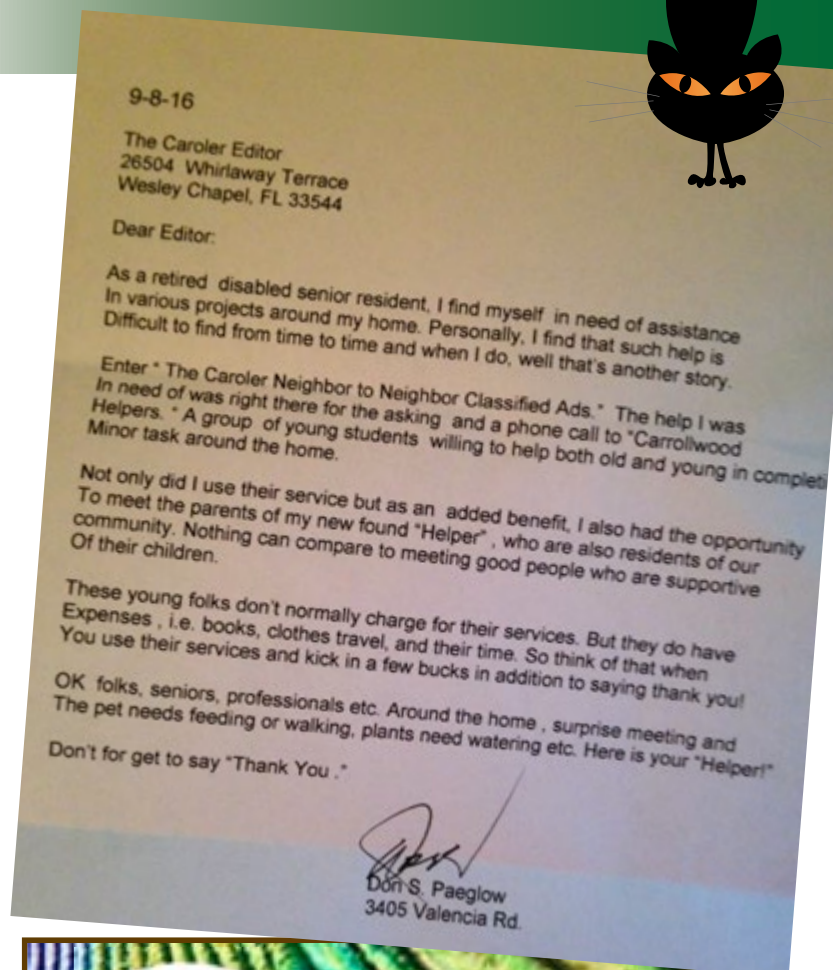 9-8-16
The Caroler Editor
26504 Whirlaway Terrace
Wesley Chapel, FL 33544
Dear Editor:
As a retired disabled senior resident, I find myself in need of assistance
In various projects around my home. Personally, I find that such help is
Difficult to find from time to time and when I do, well that's another story.
Enter " The Caroler Neighbor to Neighbor Classified Ads." The help I was
In need of was right there for the asking and a phone call to "Carrollwood
Helpers. " A group of young students willing to help both old and young in completi
Minor task around the home.
Not only did I use their service but as an added benefit, I also had the opportunity
To meet the parents of my new found "Helper" , who are also residents of our
community. Nothing can compare to meeting good people who are supportive
Of their children.
These young folks don't normally charge for their services. But they do have
Expenses , i.e. books, clothes travel, and their time. So think of that when
You use their services and kick in a few bucks in addition to saying thank you!
OK folks, seniors, professionals etc. Around the home , surprise meeting and
The pet needs feeding or walking, plants need watering etc. Here is your "Helper!"
Don't for get to say "Thank You ."
Don S. Paeglow
3405 Valencia Rd.